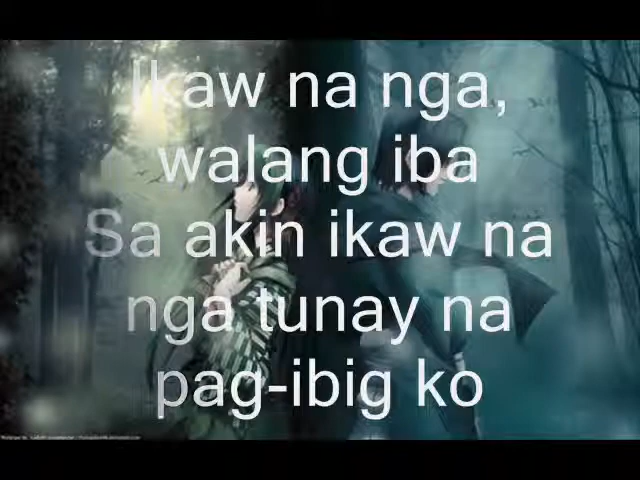 Ikaw na nga,
walang iba
Sa akin ikaw na
nga tunay na
pag-ibig ko